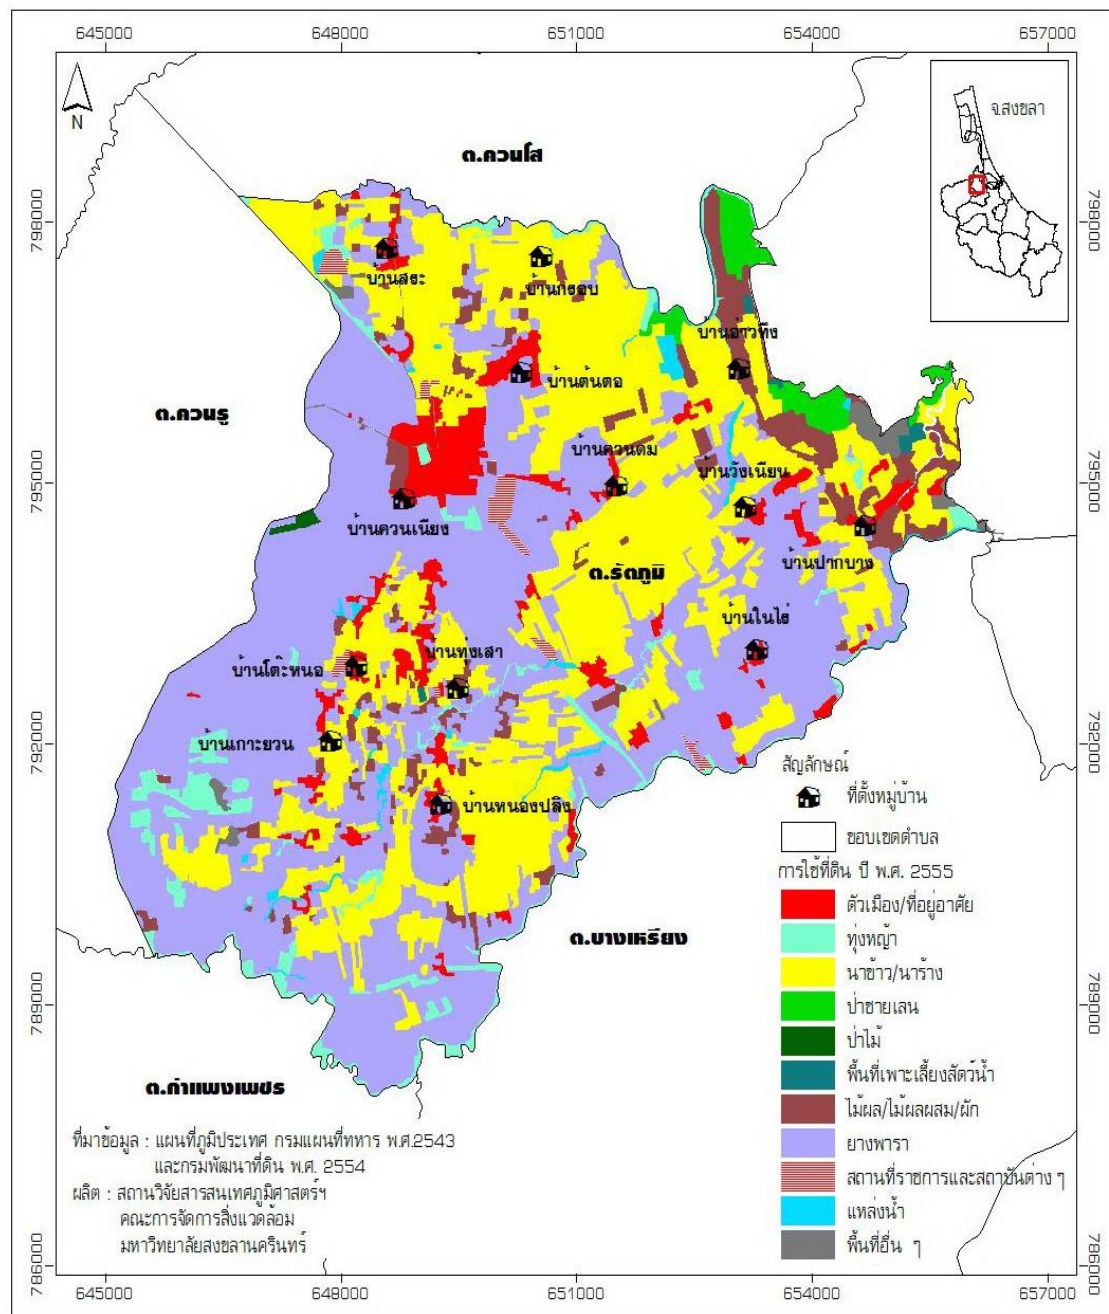 645000
648000
651000
654000
657000
N
จ.สงขลา
ต.ควนโส
798000
798000
บ้านสระ
บ้านกรอบ
บ้านอ่าวทึง
บ้านต้นตอ
ต.ควนรู
บ้านควนดม
บ้านวังเนียน
795000
795000
บ้านควนเนียง
บ้านปากบาง
ต.รัตภูมิ
บ้านในไร่
บ้านทุ่งเสา
บ้านโต๊ะหนอ
บ้านเกาะยวน
792000
792000
บ้านหนองปลิง
สัญลักษณ์
ที่ตั้งหมู่บ้าน
ขอบเขตตำบล
การใช้ที่ดิน ปี พ.ศ. 2555
ตัวเมือง/ที่อยู่อาศัย
ทุ่งหญ้า
นาข้าว/นาร้าง
ป่าชายเลน
ป่าไม้
พื้นที่เพาะเลี้ยงสัตว์น้ำ
ไม้ผล/ไม้ผลผสม/ผัก
ยางพารา
สถานที่ราชการและสถาบันต่าง ๆ
แหล่งน้ำ
พื้นที่อื่น ๆ
ต.บางเหรียง
789000
789000
ต.กำแพงเพชร
ที่มาข้อมูล : แผนที่ภูมิประเทศ กรมแผนที่ทหาร พ.ศ.2543
และกรมพัฒนาที่ดิน พ.ศ. 2554
ผลิต : สถานวิจัยสารสนเทศภูมิศาสตร์ฯ
คณะการจัดการสิ่งแวดล้อม
มหาวิทยาลัยสงขลานครินทร์
786000
786000
645000
648000
651000
654000
657000